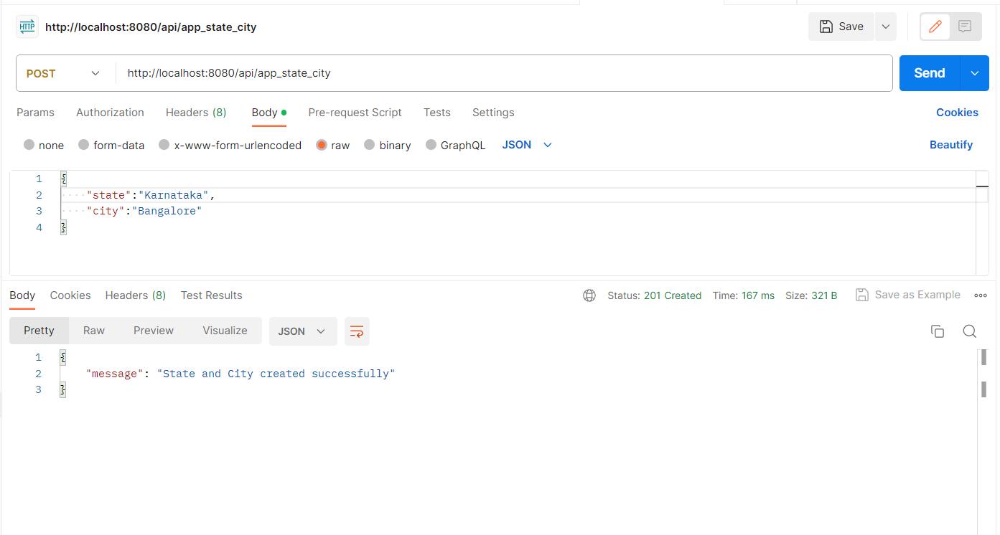 HTTP http://localhost:8080/api/app_state_city Save
POST http://localhost:8080/api/app_state_city Send
Params Authorization Headers (8) Body Pre-request Script Tests Settings Cookies
none form-data x-www-form-urlencoded raw binary GraphQL JSON Beautify
1 {
2 ····"state":"Karnataka",
3 ····"city":"Bangalore"
4 }
Body Cookies Headers (8) Test Results Status: 201 Created Time: 167 ms Size: 321 B Save as Example
Pretty Raw Preview Visualize JSON
1 {
2 "message": "State and City created successfully"
3 }